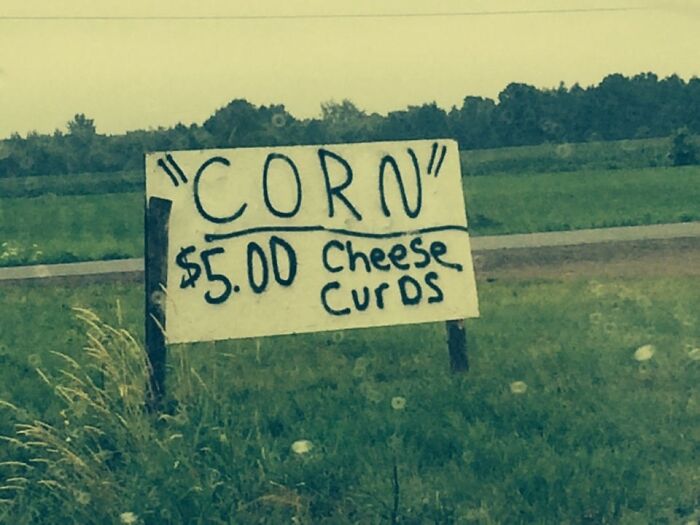 "CORN"
$5.00 Cheese
Curds